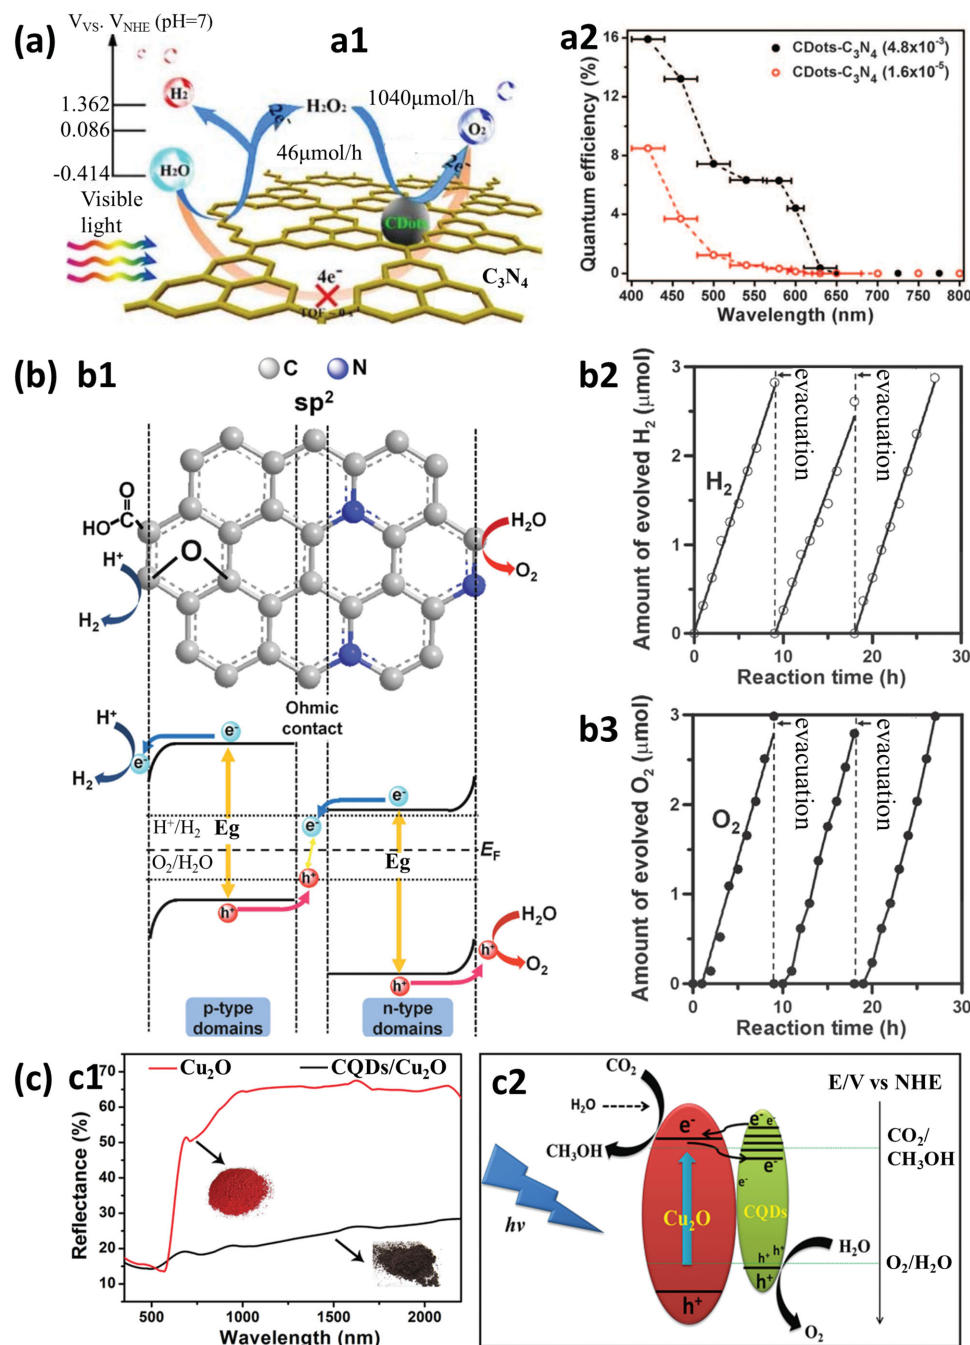 (a)
a1
V_VS. V_NHE (pH=7)
H₂
1.362
0.086
-0.414
H₂O
Visible
light
H₂O₂
2e⁻
46μmol/h
1040μmol/h
O₂
2e⁻
CDots
C₃N₄
4e⁻
a2
Quantum efficiency (%)
16
12
8
4
0
CDots-C₃N₄ (4.8x10⁻³)
CDots-C₃N₄ (1.6x10⁻⁵)
400 450 500 550 600 650 700 750 800
Wavelength (nm)
(b)
b1
C
N
sp²
O
C
HO
O
H⁺
H₂
H₂O
O₂
Ohmic
contact
H⁺
e⁻
H₂
e⁻
e⁻
e⁻
H⁺/H₂
Eg
O₂/H₂O
Eg
E_F
h⁺
h⁺
h⁺
h⁺
H₂O
O₂
p-type
domains
n-type
domains
b2
Amount of evolved H₂ (μmol)
3
2
1
0
H₂
evacuation
evacuation
0 10 20 30
Reaction time (h)
b3
Amount of evolved O₂ (μmol)
3
2
1
0
O₂
evacuation
evacuation
0 10 20 30
Reaction time (h)
(c)
c1
Cu₂O
CQDs/Cu₂O
Reflectance (%)
70
60
50
40
30
20
10
500 1000 1500 2000
Wavelength (nm)
c2
CO₂
H₂O
CH₃OH
hν
e⁻
Cu₂O
h⁺
e⁻ e⁻
e⁻
e⁻
CQDs
h⁺ h⁺
h⁺
H₂O
O₂
E/V vs NHE
CO₂/
CH₃OH
O₂/H₂O